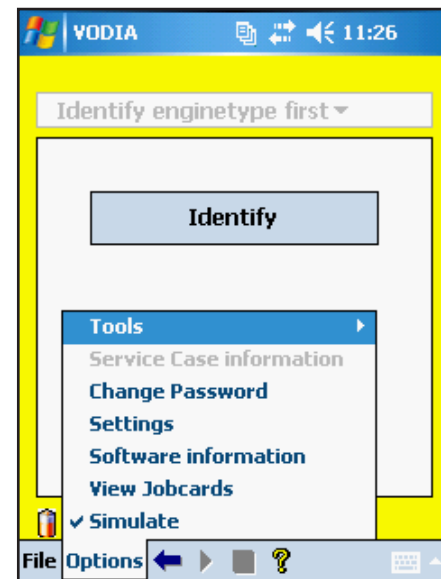 VODIA 11:26
Identify enginetype first
Identify
Tools
Service Case information
Change Password
Settings
Software information
View Jobcards
Simulate
File Options ?